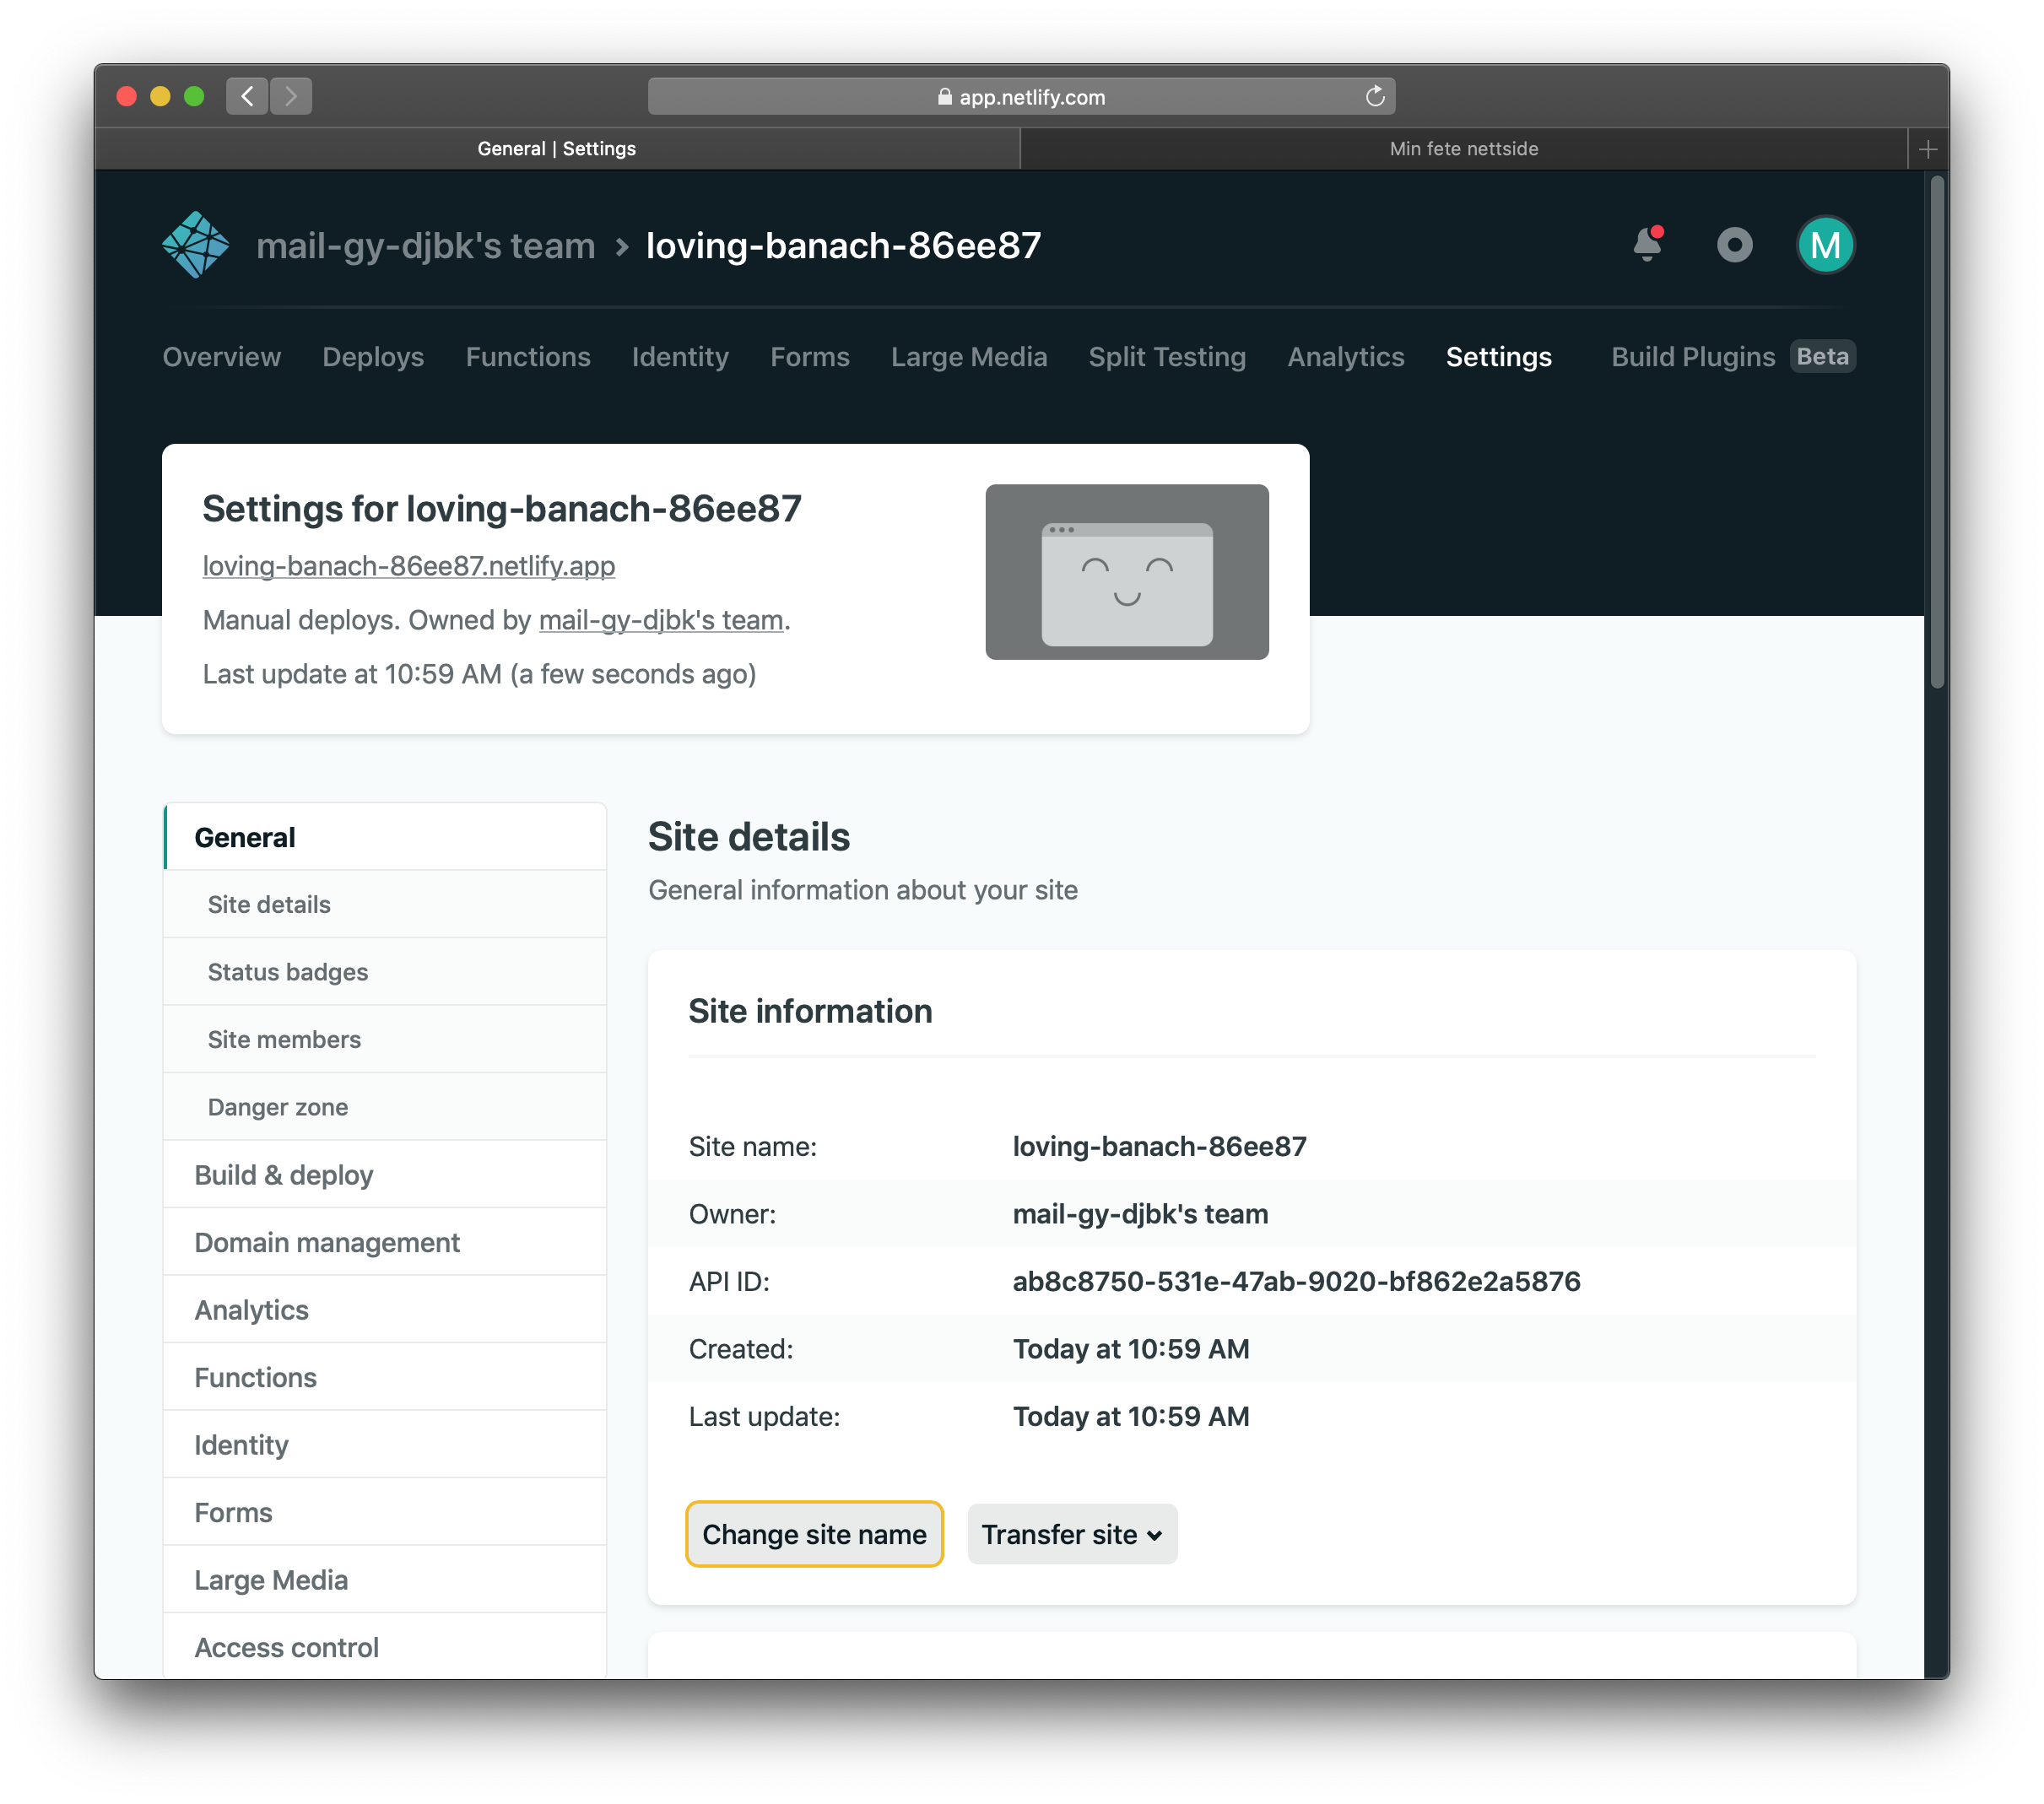 app.netlify.com
General | Settings
Min fete nettside
mail-gy-djbk's team > loving-banach-86ee87
M
Overview Deploys Functions Identity Forms Large Media Split Testing Analytics Settings Build Plugins Beta
Settings for loving-banach-86ee87
loving-banach-86ee87.netlify.app
Manual deploys. Owned by mail-gy-djbk's team.
Last update at 10:59 AM (a few seconds ago)
General
Site details
Status badges
Site members
Danger zone
Build & deploy
Domain management
Analytics
Functions
Identity
Forms
Large Media
Access control
Site details
General information about your site
Site information
Site name: loving-banach-86ee87
Owner: mail-gy-djbk's team
API ID: ab8c8750-531e-47ab-9020-bf862e2a5876
Created: Today at 10:59 AM
Last update: Today at 10:59 AM
Change site name
Transfer site